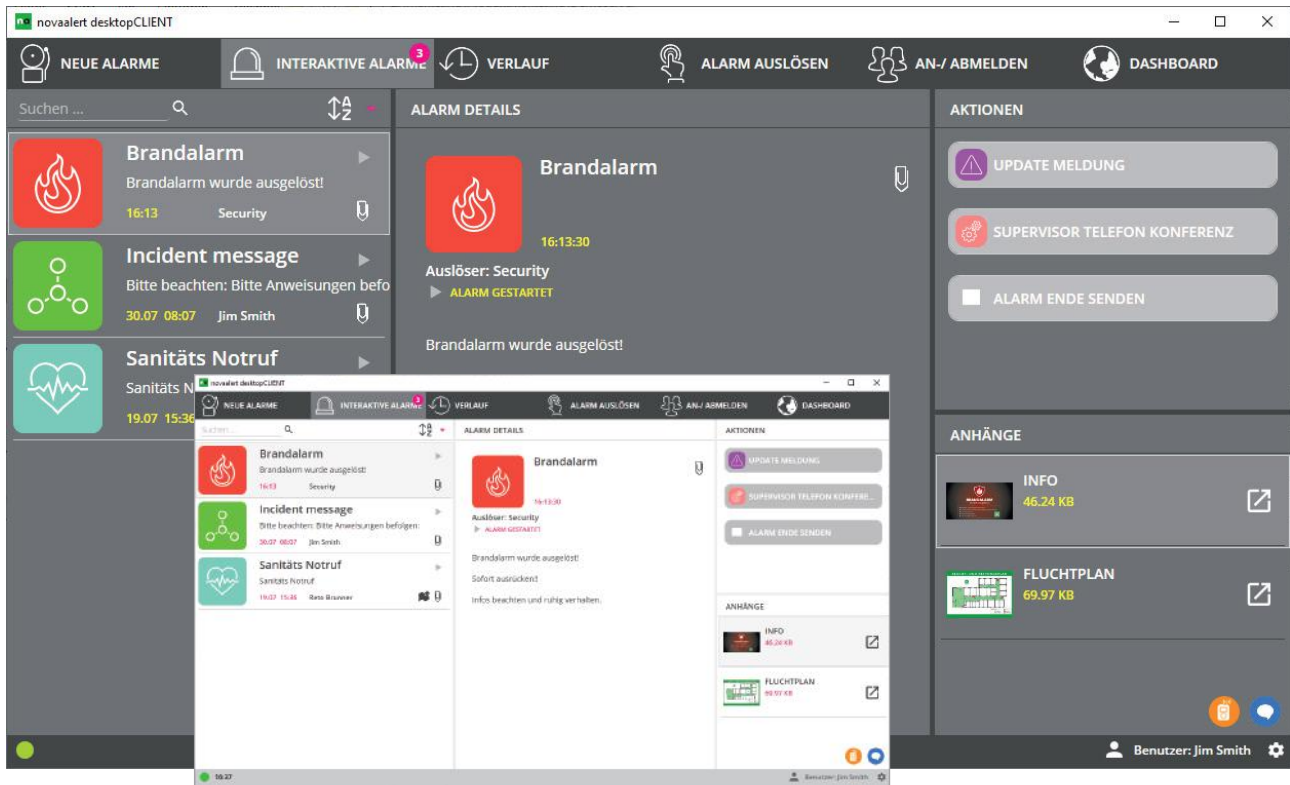 novaalert desktopCLIENT
NEUE ALARME
INTERAKTIVE ALARME
3
VERLAUF
ALARM AUSLÖSEN
AN-/ ABMELDEN
DASHBOARD
Suchen ...
A
Z
Brandalarm
Brandalarm wurde ausgelöst!
16:13 Security
Incident message
Bitte beachten: Bitte Anweisungen befo
30.07 08:07 Jim Smith
Sanitäts Notruf
Sanitäts N
19.07 15:36
ALARM DETAILS
Brandalarm
16:13:30
Auslöser: Security
ALARM GESTARTET
Brandalarm wurde ausgelöst!
AKTIONEN
UPDATE MELDUNG
SUPERVISOR TELEFON KONFERENZ
ALARM ENDE SENDEN
ANHÄNGE
INFO
46.24 KB
FLUCHTPLAN
69.97 KB
Benutzer: Jim Smith
novaalert desktopCLIENT
NEUE ALARME
INTERAKTIVE ALARME
3
VERLAUF
ALARM AUSLÖSEN
AN-/ ABMELDEN
DASHBOARD
Suchen ...
A
Z
Brandalarm
Brandalarm wurde ausgelöst!
16:13 Security
Incident message
Bitte beachten: Bitte Anweisungen befolgen:
30.07 08:07 Jim Smith
Sanitäts Notruf
Sanitäts Notruf
19.07 15:36 Reto Brunner
ALARM DETAILS
Brandalarm
16:13:30
Auslöser: Security
ALARM GESTARTET
Brandalarm wurde ausgelöst!
Sofort ausrücken!
Infos beachten und ruhig verhalten.
AKTIONEN
UPDATE MELDUNG
SUPERVISOR TELEFON KONFERE...
ALARM ENDE SENDEN
ANHÄNGE
INFO
46.24 KB
FLUCHTPLAN
69.97 KB
16:27
Benutzer: Jim Smith